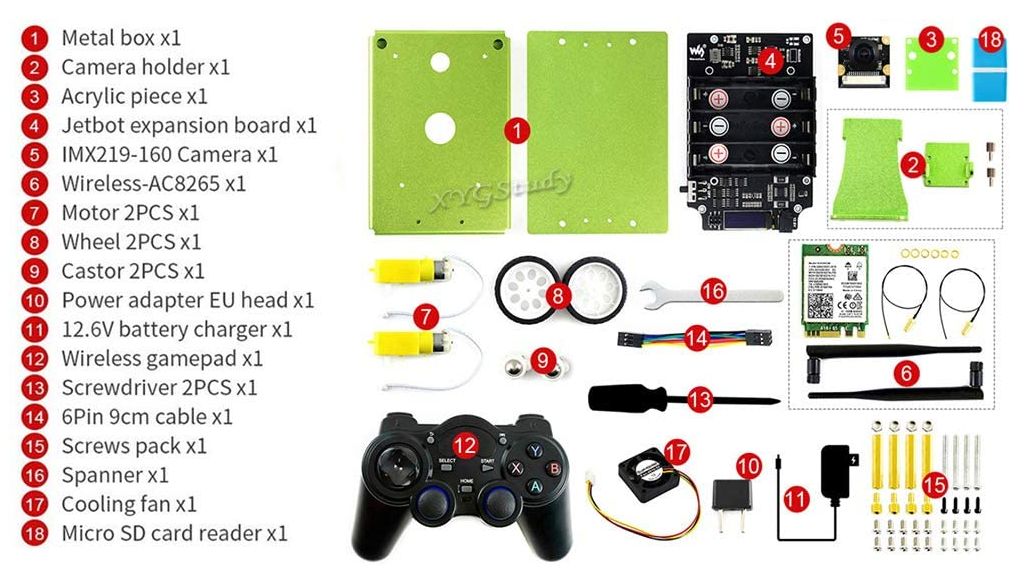 1 Metal box x1
2 Camera holder x1
3 Acrylic piece x1
4 Jetbot expansion board x1
5 IMX219-160 Camera x1
6 Wireless-AC8265 x1
7 Motor 2PCS x1
8 Wheel 2PCS x1
9 Castor 2PCS x1
10 Power adapter EU head x1
11 12.6V battery charger x1
12 Wireless gamepad x1
13 Screwdriver 2PCS x1
14 6Pin 9cm cable x1
15 Screws pack x1
16 Spanner x1
17 Cooling fan x1
18 Micro SD card reader x1
1
4
5
3
18
2
XYGStudy
7
8
16
14
9
13
6
12
SELECT
START
HOME
Y
X
B
A
17
10
11
15